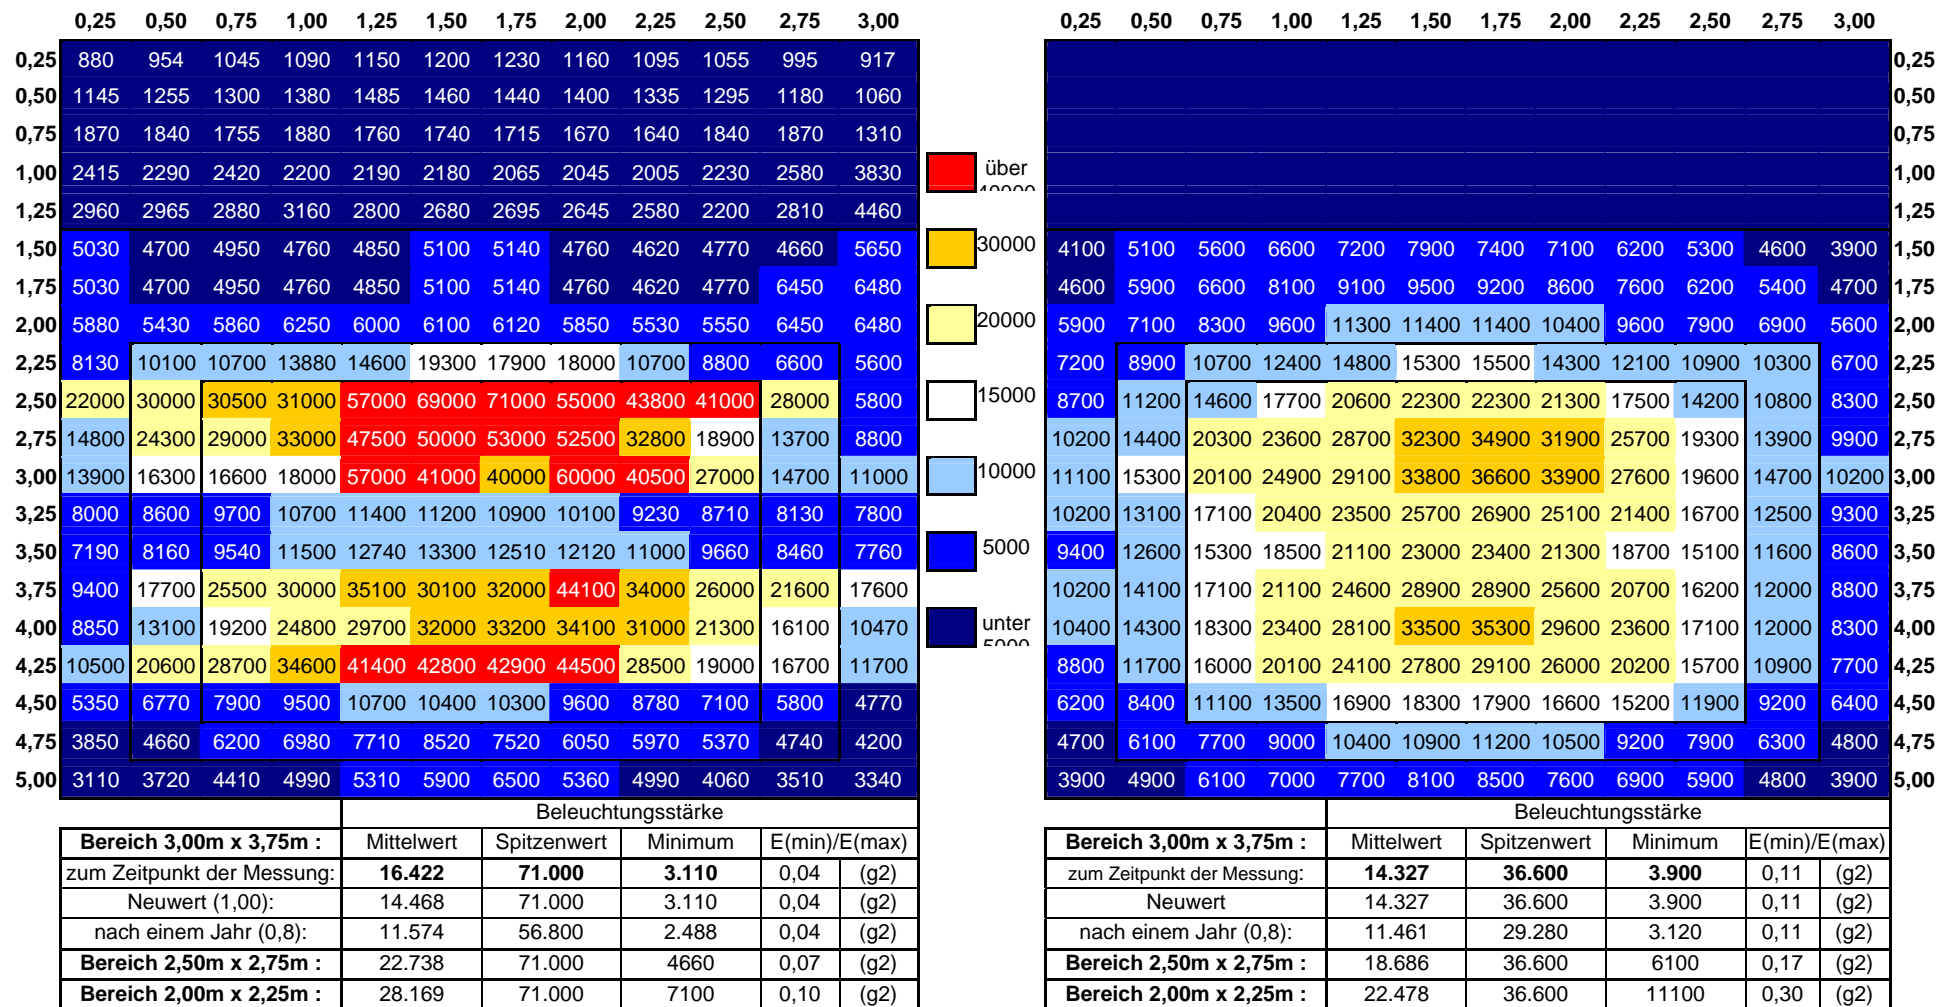 0,25 0,50 0,75 1,00 1,25 1,50 1,75 2,00 2,25 2,50 3,00
0,25 880 954 1045 1090 1150 1200 1230 1160 1095 1055 995 917
0,50 1145 1255 1300 1380 1485 1460 1440 1400 1335 1295 1180 1060
0,75 1870 1840 1755 1880 1760 1740 1715 1670 1640 1840 1870 1310
1,00 2415 2290 2420 2200 2190 2180 2065 2045 2005 2230 2580 3830
1,25 2960 2965 2880 3160 2800 2680 2695 2645 2580 2200 2810 4460
1,50 5030 4700 4950 4760 4850 5100 5140 4760 4620 4770 4660 5650
1,75 5030 4700 4950 4760 4850 5100 5140 4760 4620 4770 6450 6480
2,00 5880 5430 5860 6250 6000 6100 6120 5850 5530 5550 6450 6480
2,25 8130 10100 10700 13880 14600 19300 17900 18000 10700 8800 6600 5600
2,50 22000 30000 30500 31000 57000 69000 71000 55000 43800 41000 28000 5800
2,75 14800 24300 29000 33000 47500 50000 53000 52500 32800 18900 13700 8800
3,00 13900 16300 16600 18000 57000 41000 40000 60000 40500 27000 14700 11000
3,25 8000 8600 9700 10700 11400 11200 10900 10100 9230 8710 8130 7800
3,50 7190 8160 9540 11500 12740 13300 12510 12120 11000 9660 8460 7760
3,75 9400 17700 25500 30000 35100 30100 32000 44100 34000 26000 21600 17600
4,00 8850 13100 19200 24800 29700 32000 33200 34100 31000 21300 16100 10470
4,25 10500 20600 28700 34600 41400 42800 42900 44500 28500 19000 16700 11700
4,50 5350 6770 7900 9500 10700 10400 10300 9600 8780 7100 5800 4770
4,75 3850 4660 6200 6980 7710 8520 7520 6050 5970 5370 4740 4200
5,00 3110 3720 4410 4990 5310 5900 6500 5360 4990 4060 3510 3340
Beleuchtungsstärke
Bereich 3,00m x 3,75m : Mittelwert Spitzenwert Minimum E(min)/E(max)
zum Zeitpunkt der Messung: 16.422 71.000 3.110 0,04 (g2)
Neuwert (1,00): 14.468 71.000 3.110 0,04 (g2)
nach einem Jahr (0,8): 11.574 56.800 2.488 0,04 (g2)
Bereich 2,50m x 2,75m : 22.738 71.000 4660 0,07 (g2)
Bereich 2,00m x 2,25m : 28.169 71.000 7100 0,10 (g2)
über
40000
30000
20000
15000
10000
5000
unter
5000
0,25 0,50 0,75 1,00 1,25 1,50 1,75 2,00 2,25 2,50 2,75 3,00
0,25
0,50
0,75
1,00
1,25
4100 5100 5600 6600 7200 7900 7400 7100 6200 5300 4600 3900 1,50
4600 5900 6600 8100 9100 9500 9200 8600 7600 6200 5400 4700 1,75
5900 7100 8300 9600 11300 11400 11400 10400 9600 7900 6900 5600 2,00
7200 8900 10700 12400 14800 15300 15500 14300 12100 10900 10300 6700 2,25
8700 11200 14600 17700 20600 22300 22300 21300 17500 14200 10800 8300 2,50
10200 14400 20300 23600 28700 32300 34900 31900 25700 19300 13900 9900 2,75
11100 15300 20100 24900 29100 33800 36600 33900 27600 19600 14700 10200 3,00
10200 13100 17100 20400 23500 25700 26900 25100 21400 16700 12500 9300 3,25
9400 12600 15300 18500 21100 23000 23400 21300 18700 15100 11600 8600 3,50
10200 14100 17100 21100 24600 28900 28900 25600 20700 16200 12000 8800 3,75
10400 14300 18300 23400 28100 33500 35300 29600 23600 17100 12000 8300 4,00
8800 11700 16000 20100 24100 27800 29100 26000 20200 15700 10900 7700 4,25
6200 8400 11100 13500 16900 18300 17900 16600 15200 11900 9200 6400 4,50
4700 6100 7700 9000 10400 10900 11200 10500 9200 7900 6300 4800 4,75
3900 4900 6100 7000 7700 8100 8500 7600 6900 5900 4800 3900 5,00
Beleuchtungsstärke
Bereich 3,00m x 3,75m : Mittelwert Spitzenwert Minimum E(min)/E(max)
zum Zeitpunkt der Messung: 14.327 36.600 3.900 0,11 (g2)
Neuwert 14.327 36.600 3.900 0,11 (g2)
nach einem Jahr (0,8): 11.461 29.280 3.120 0,11 (g2)
Bereich 2,50m x 2,75m : 18.686 36.600 6100 0,17 (g2)
Bereich 2,00m x 2,25m : 22.478 36.600 11100 0,30 (g2)